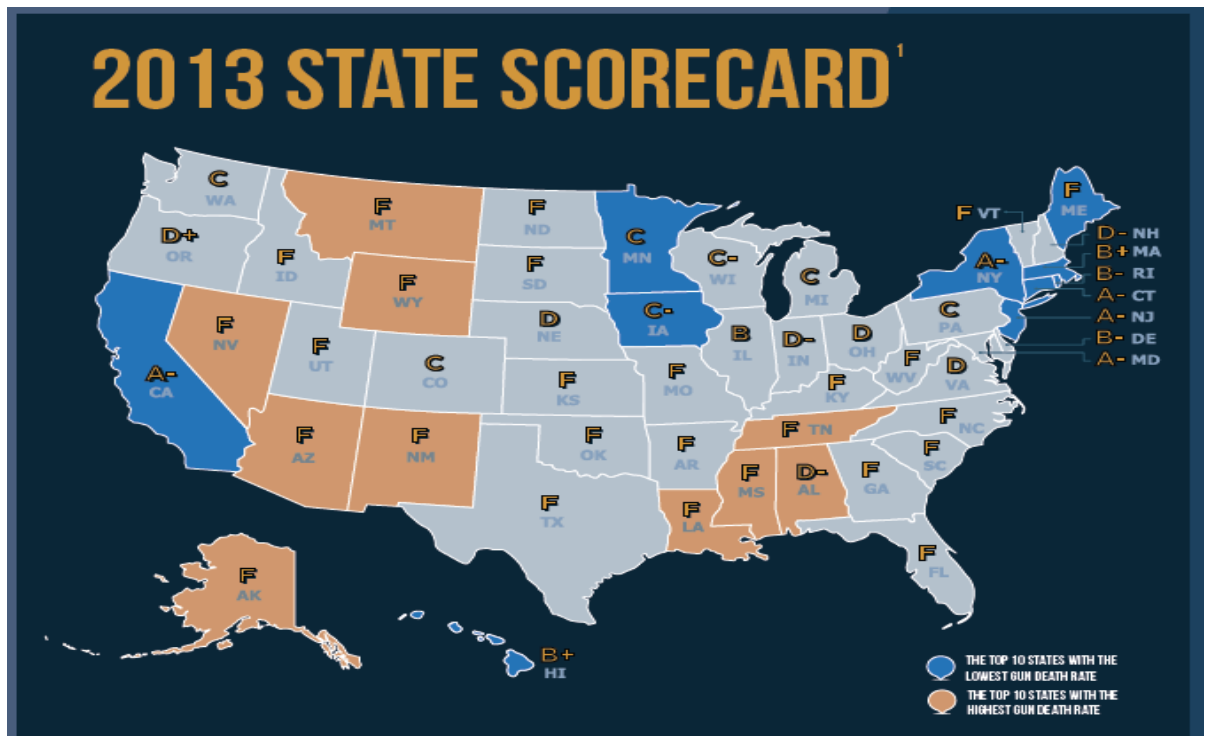 2013 STATE SCORECARD¹
C
WA
D+
OR
F
ID
F
MT
F
WY
F
NV
F
UT
A-
CA
F
AZ
F
NM
C
CO
F
ND
F
SD
D
NE
F
KS
F
OK
F
TX
C
MN
C-
IA
F
MO
F
AR
F
LA
C-
WI
B
IL
C
MI
D-
IN
D
OH
F
KY
F TN
F
MS
D-
AL
F
GA
F
FL
F
SC
F
NC
F
WV
D
VA
C
PA
A-
NY
F
ME
F VT
D- NH
B+ MA
B- RI
A- CT
A- NJ
B- DE
A- MD
F
AK
B+
HI
THE TOP 10 STATES WITH THE
LOWEST GUN DEATH RATE
THE TOP 10 STATES WITH THE
HIGHEST GUN DEATH RATE